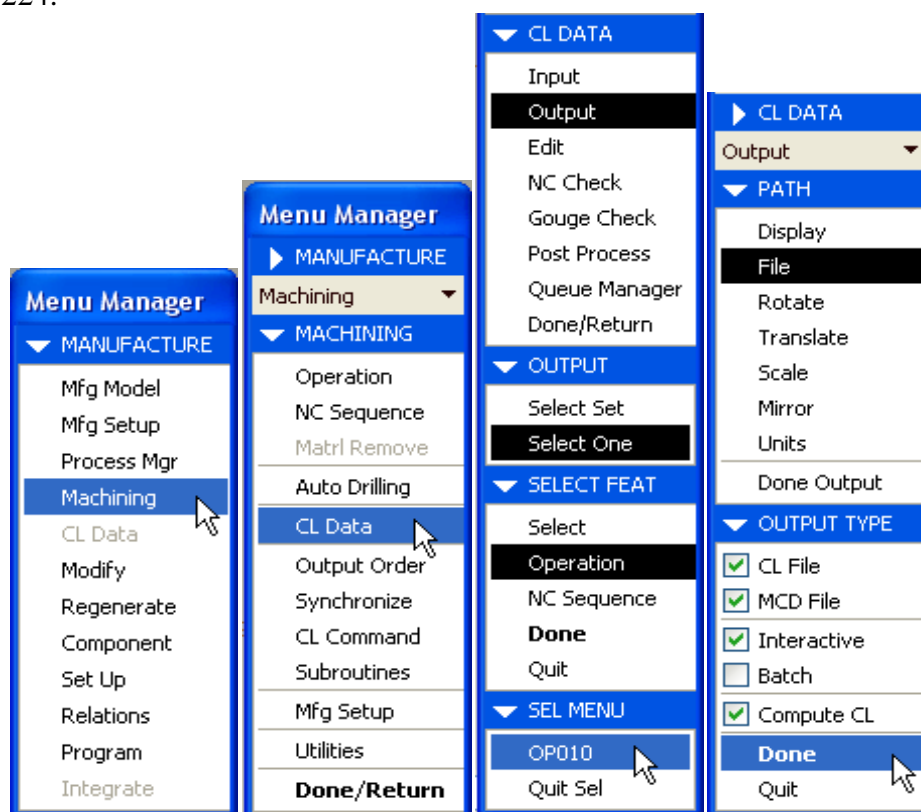 Menu Manager
MANUFACTURE
Mfg Model
Mfg Setup
Process Mgr
Machining
CL Data
Modify
Regenerate
Component
Set Up
Relations
Program
Integrate
Menu Manager
MANUFACTURE
Machining
MACHINING
Operation
NC Sequence
Matrl Remove
Auto Drilling
CL Data
Output Order
Synchronize
CL Command
Subroutines
Mfg Setup
Utilities
Done/Return
CL DATA
Input
Output
Edit
NC Check
Gouge Check
Post Process
Queue Manager
Done/Return
OUTPUT
Select Set
Select One
SELECT FEAT
Select
Operation
NC Sequence
Done
Quit
SEL MENU
OP010
Quit Sel
CL DATA
Output
PATH
Display
File
Rotate
Translate
Scale
Mirror
Units
Done Output
OUTPUT TYPE
CL File
MCD File
Interactive
Batch
Compute CL
Done
Quit